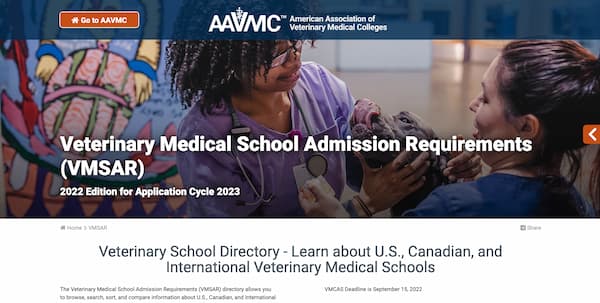 Go to AAVMC
AAVMC™
American Association of
Veterinary Medical Colleges
Veterinary Medical School Admission Requirements
(VMSAR)
2022 Edition for Application Cycle 2023
Home > VMSAR
Share
Veterinary School Directory - Learn about U.S., Canadian, and
International Veterinary Medical Schools
The Veterinary Medical School Admission Requirements (VMSAR) directory allows you
to browse, search, sort, and compare information about U.S., Canadian, and International
VMCAS Deadline is September 15, 2022